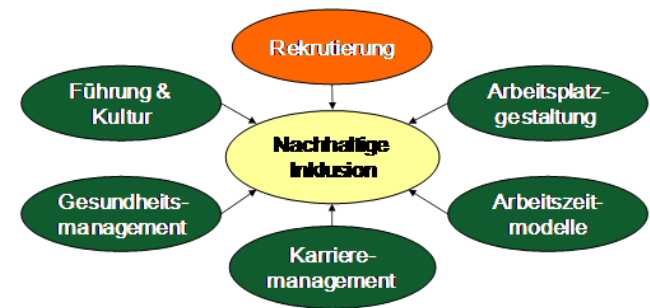 Rekrutierung
Führung &
Kultur
Arbeitsplatz-
gestaltung
Nachhaltige
Inklusion
Gesundheits-
management
Arbeitszeit-
modelle
Karriere-
management